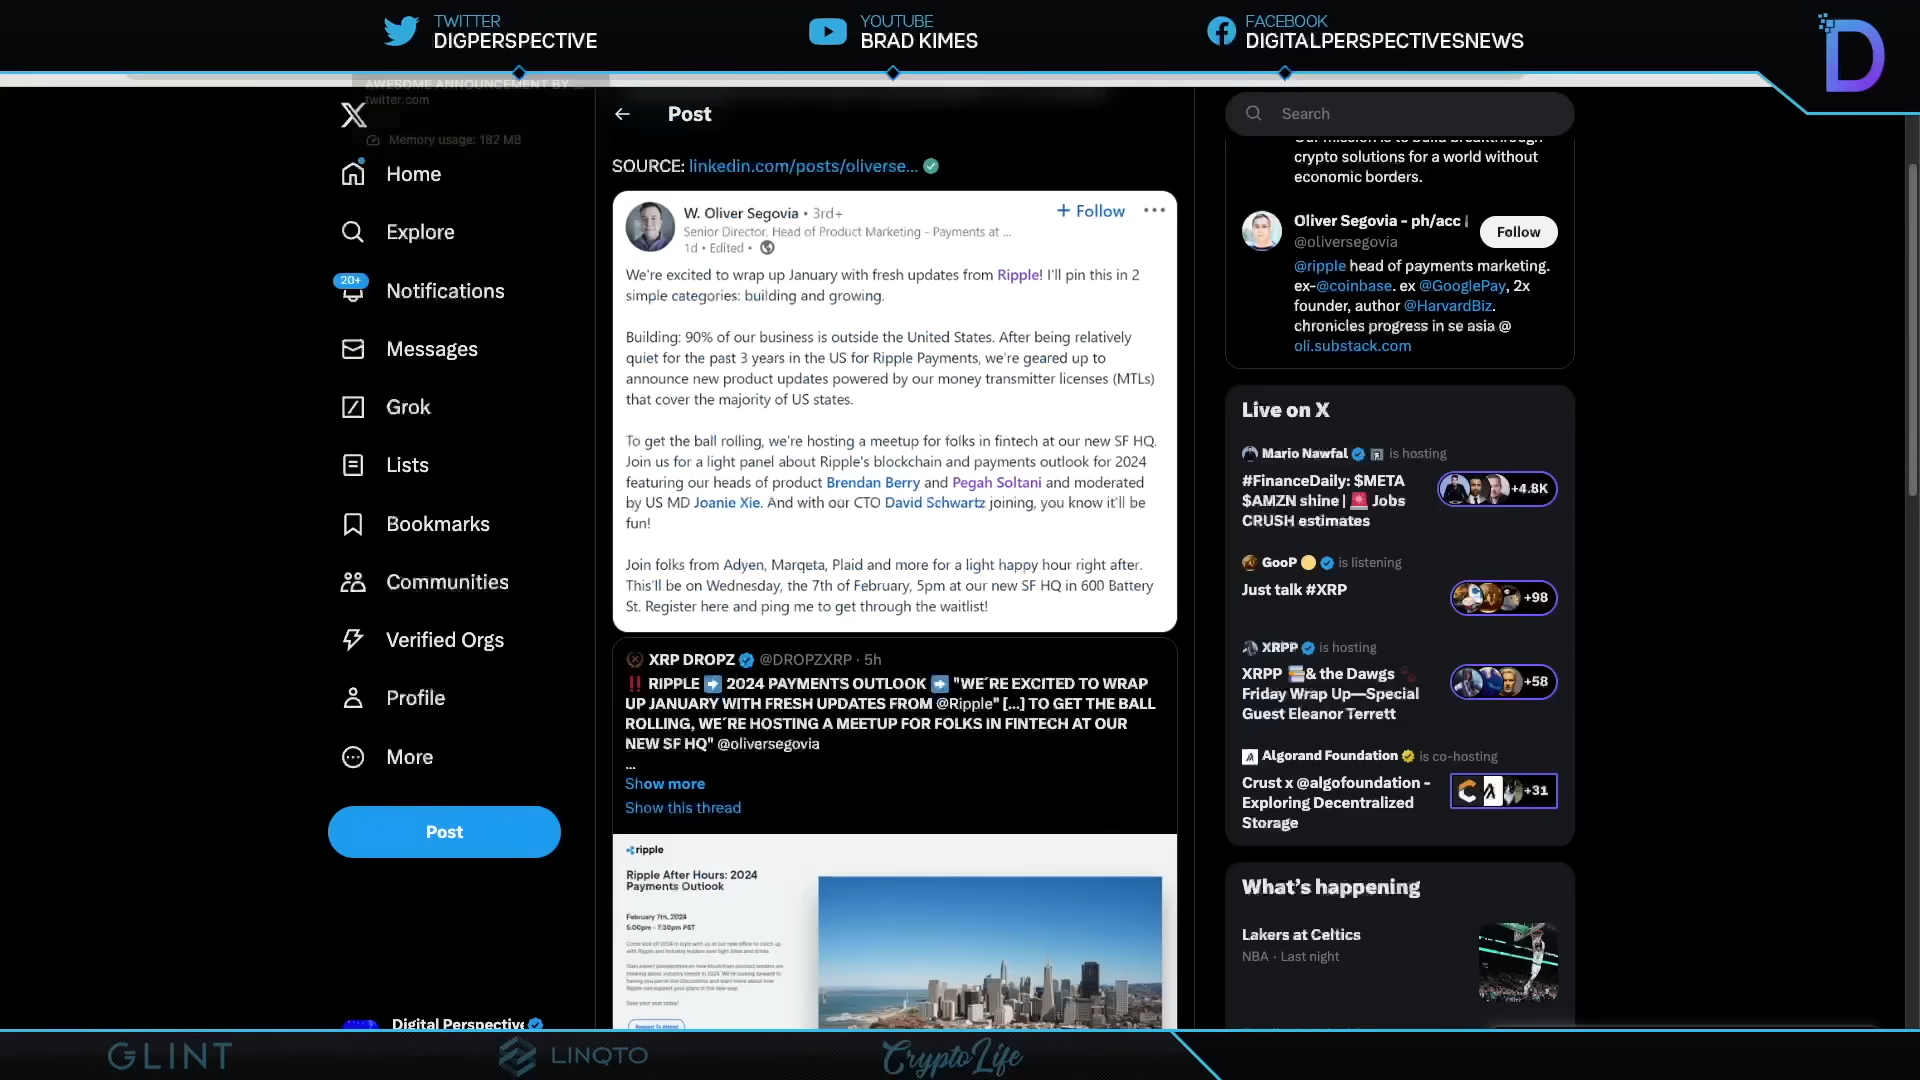 TWITTER
DIGPERSPECTIVE
YOUTUBE
BRAD KIMES
FACEBOOK
DIGITALPERSPECTIVESNEWS
AWESOME ANNOUNCEMENT BY ...
twitter.com
Memory usage: 182 MB
Home
Explore
20+
Notifications
Messages
Grok
Lists
Bookmarks
Communities
Verified Orgs
Profile
More
Post
Digital Perspective
Post
SOURCE: linkedin.com/posts/oliverse...
W. Oliver Segovia • 3rd+
Senior Director, Head of Product Marketing - Payments at ...
1d • Edited •
+ Follow
We're excited to wrap up January with fresh updates from Ripple! I'll pin this in 2
simple categories: building and growing.
Building: 90% of our business is outside the United States. After being relatively
quiet for the past 3 years in the US for Ripple Payments, we're geared up to
announce new product updates powered by our money transmitter licenses (MTLs)
that cover the majority of US states.
To get the ball rolling, we're hosting a meetup for folks in fintech at our new SF HQ.
Join us for a light panel about Ripple's blockchain and payments outlook for 2024
featuring our heads of product Brendan Berry and Pegah Soltani and moderated
by US MD Joanie Xie. And with our CTO David Schwartz joining, you know it'll be
fun!
Join folks from Adyen, Marqeta, Plaid and more for a light happy hour right after.
This'll be on Wednesday, the 7th of February, 5pm at our new SF HQ in 600 Battery
St. Register here and ping me to get through the waitlist!
XRP DROPZ @DROPZXRP · 5h
‼️ RIPPLE ➡️ 2024 PAYMENTS OUTLOOK ➡️ "WE´RE EXCITED TO WRAP
UP JANUARY WITH FRESH UPDATES FROM @Ripple" [...] TO GET THE BALL
ROLLING, WE´RE HOSTING A MEETUP FOR FOLKS IN FINTECH AT OUR
NEW SF HQ" @oliversegovia
...
Show more
Show this thread
ripple
Ripple After Hours: 2024
Payments Outlook
February 7th, 2024
5:00pm - 7:30pm PST
Save your seat today!
Request To Attend
Search
crypto solutions for a world without
economic borders.
Oliver Segovia - ph/acc
@oliversegovia
Follow
@ripple head of payments marketing.
ex-@coinbase. ex @GooglePay, 2x
founder, author @HarvardBiz.
chronicles progress in se asia @
oli.substack.com
Live on X
Mario Nawfal is hosting
#FinanceDaily: $META
$AMZN shine | 🚨 Jobs
CRUSH estimates
+4.8K
GooP is listening
Just talk #XRP
+98
XRPP is hosting
XRPP & the Dawgs
Friday Wrap Up—Special
Guest Eleanor Terrett
+58
Algorand Foundation is co-hosting
Crust x @algofoundation -
Exploring Decentralized
Storage
+31
What's happening
Lakers at Celtics
NBA · Last night
GLINT
LINQTO
CryptoLife